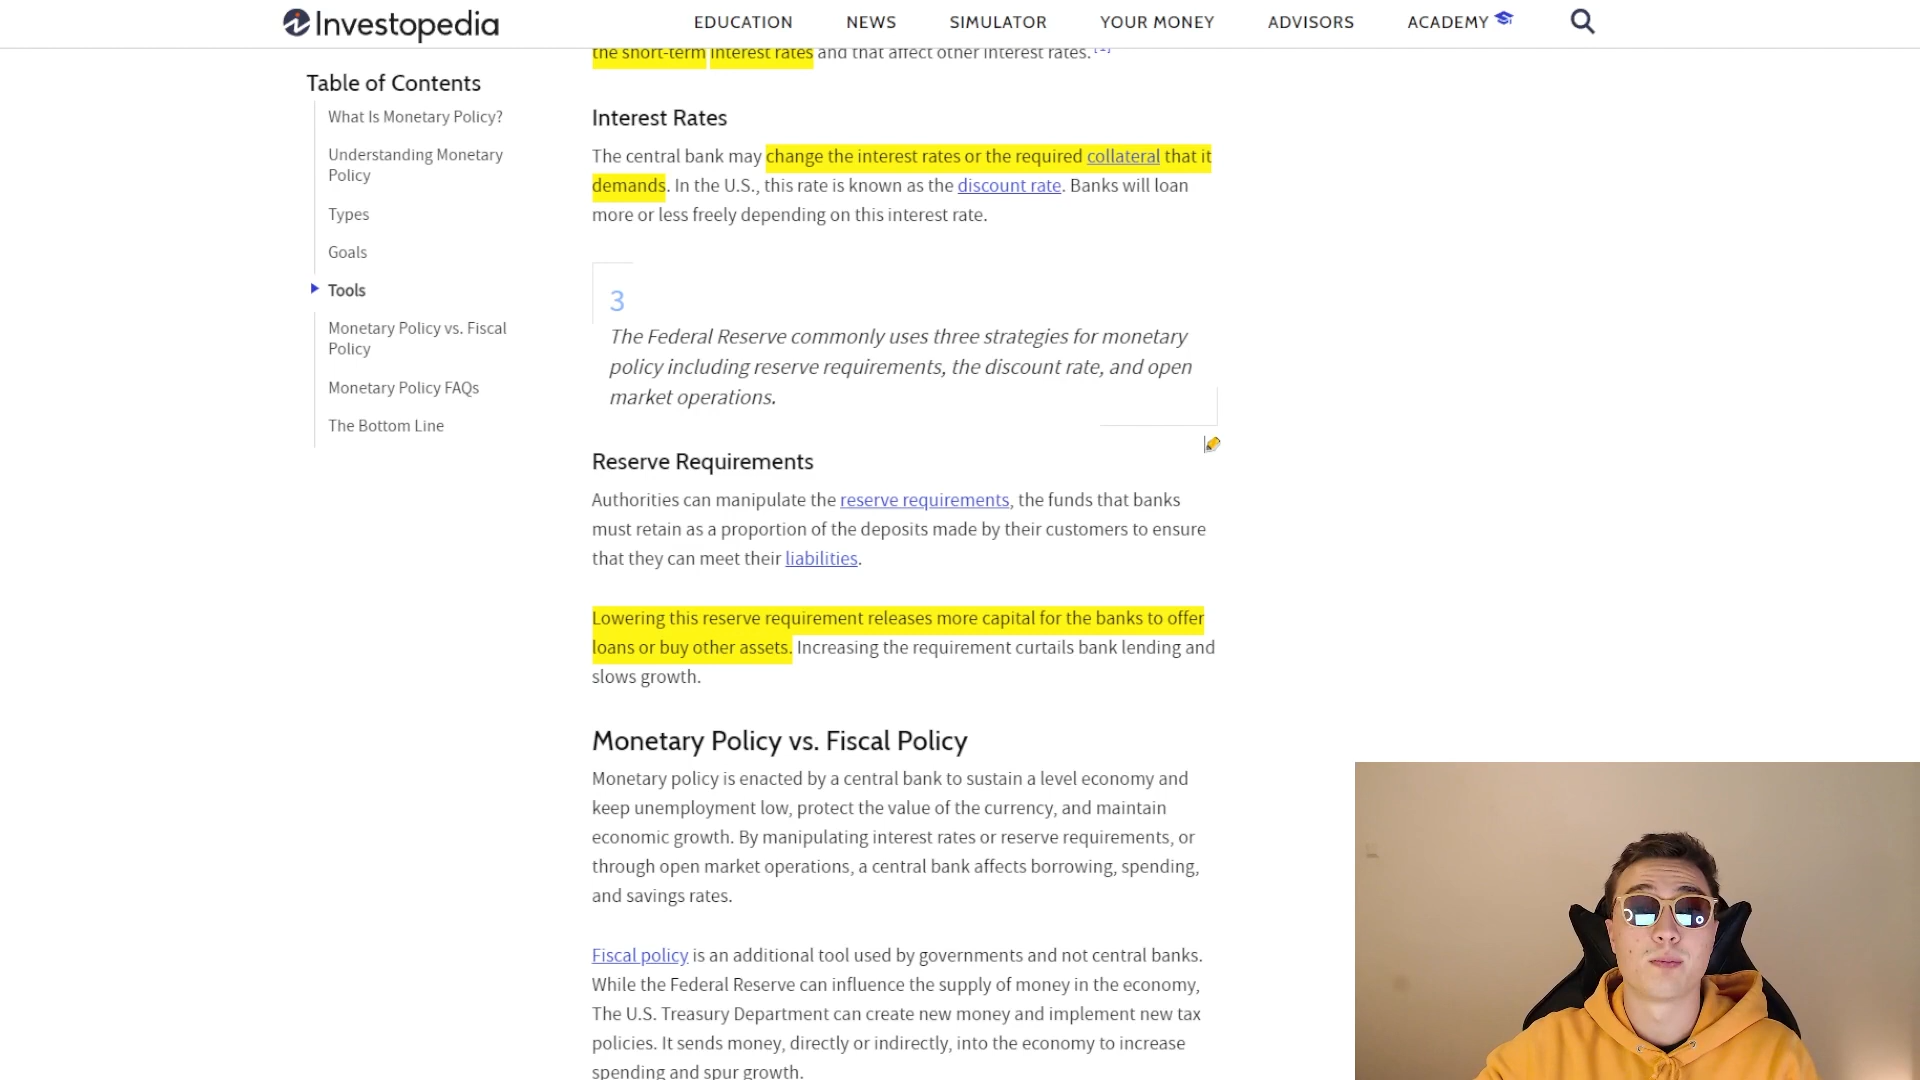 Investopedia
EDUCATION NEWS SIMULATOR YOUR MONEY ADVISORS ACADEMY
the short-term interest rates and that affect other interest rates.
Table of Contents
What Is Monetary Policy?
Understanding Monetary
Policy
Types
Goals
Tools
Monetary Policy vs. Fiscal
Policy
Monetary Policy FAQs
The Bottom Line
Interest Rates
The central bank may change the interest rates or the required collateral that it
demands. In the U.S., this rate is known as the discount rate. Banks will loan
more or less freely depending on this interest rate.
3
The Federal Reserve commonly uses three strategies for monetary
policy including reserve requirements, the discount rate, and open
market operations.
Reserve Requirements
Authorities can manipulate the reserve requirements, the funds that banks
must retain as a proportion of the deposits made by their customers to ensure
that they can meet their liabilities.
Lowering this reserve requirement releases more capital for the banks to offer
loans or buy other assets. Increasing the requirement curtails bank lending and
slows growth.
Monetary Policy vs. Fiscal Policy
Monetary policy is enacted by a central bank to sustain a level economy and
keep unemployment low, protect the value of the currency, and maintain
economic growth. By manipulating interest rates or reserve requirements, or
through open market operations, a central bank affects borrowing, spending,
and savings rates.
Fiscal policy is an additional tool used by governments and not central banks.
While the Federal Reserve can influence the supply of money in the economy,
The U.S. Treasury Department can create new money and implement new tax
policies. It sends money, directly or indirectly, into the economy to increase
spending and spur growth.